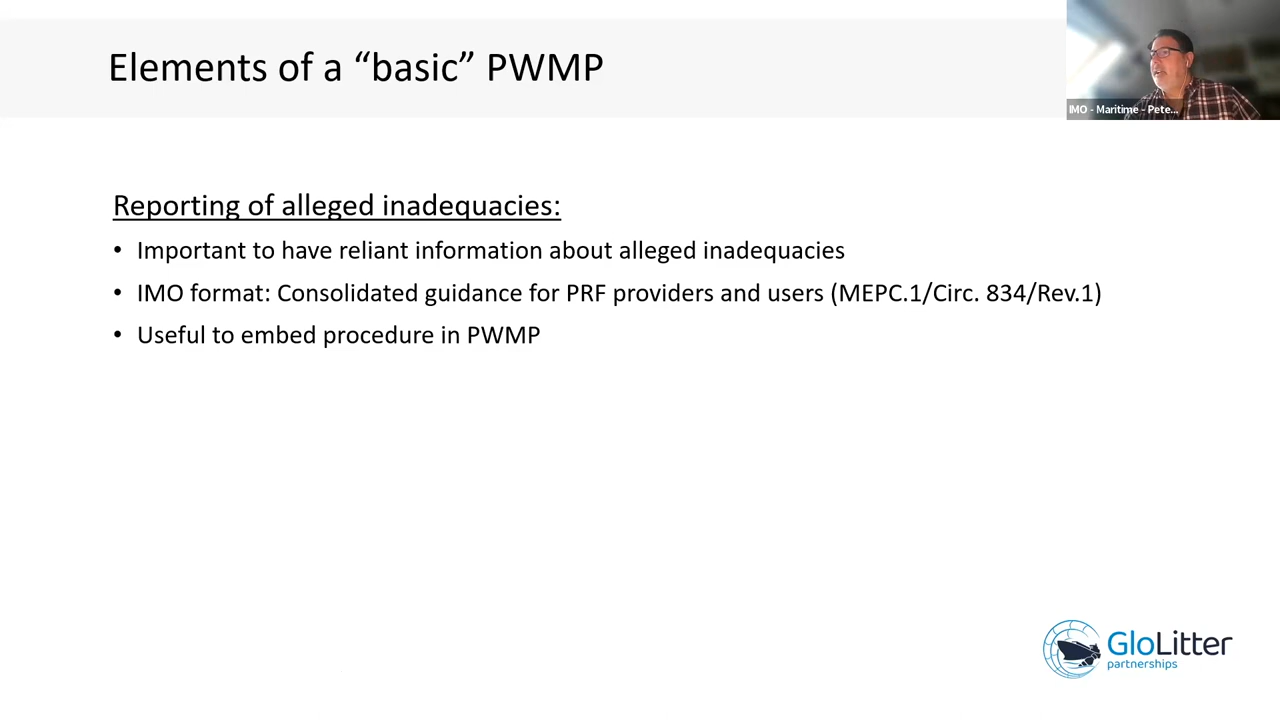 Elements of a “basic” PWMP
IMO - Maritime - Pete...
Reporting of alleged inadequacies:
• Important to have reliant information about alleged inadequacies
• IMO format: Consolidated guidance for PRF providers and users (MEPC.1/Circ. 834/Rev.1)
• Useful to embed procedure in PWMP
GloLitter
partnerships